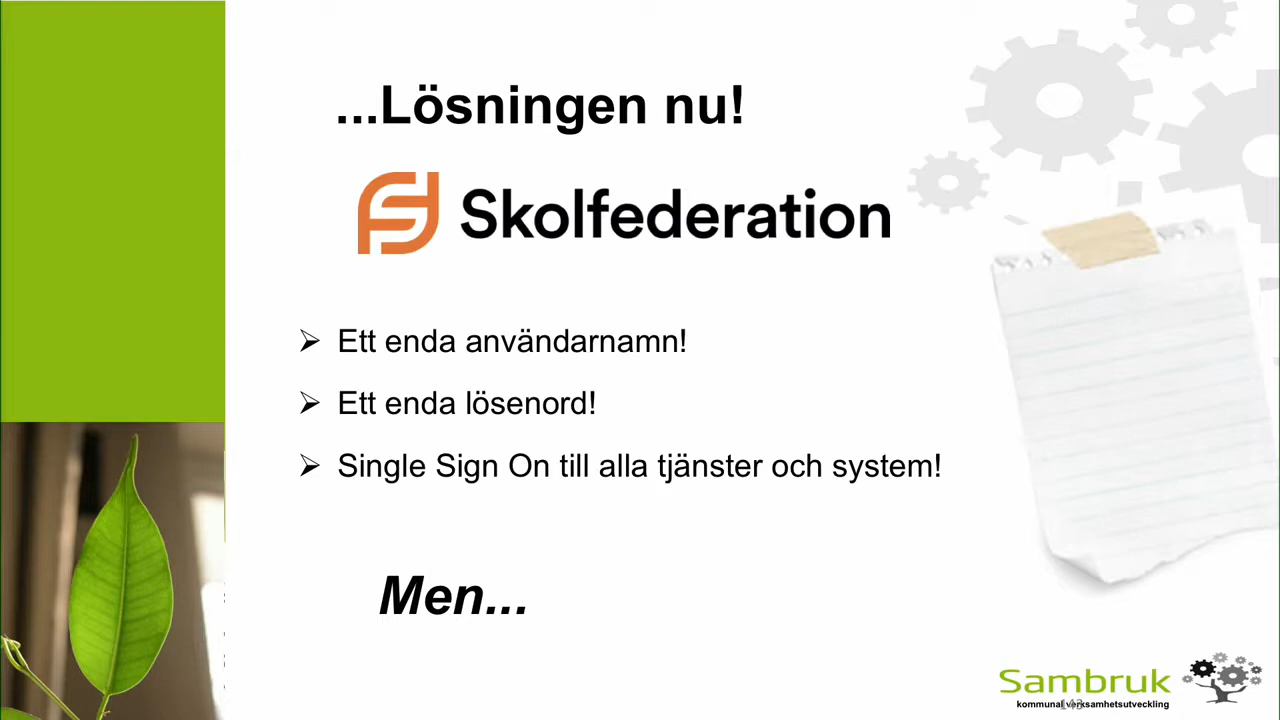 ...Lösningen nu!
Skolfederation
➢ Ett enda användarnamn!
➢ Ett enda lösenord!
➢ Single Sign On till alla tjänster och system!
Men...
Sambruk
kommunal verksamhetsutveckling